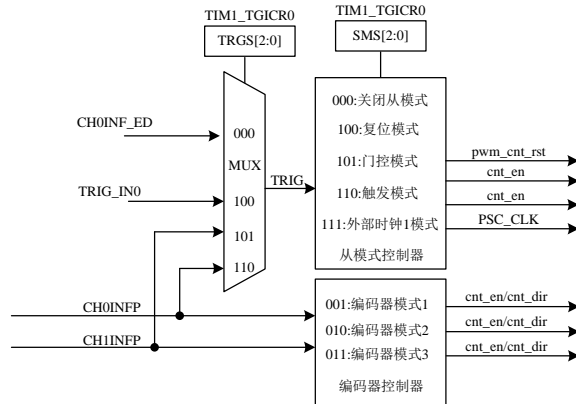 TIM1_TGICR0
TIM1_TGICR0
TRGS[2:0]
SMS[2:0]
CH0INF_ED
000
MUX
TRIG_IN0
100
101
110
TRIG
000:关闭从模式
100:复位模式
101:门控模式
110:触发模式
111:外部时钟1模式
从模式控制器
pwm_cnt_rst
cnt_en
cnt_en
PSC_CLK
CH0INFP
CH1INFP
001:编码器模式1
010:编码器模式2
011:编码器模式3
编码器控制器
cnt_en/cnt_dir
cnt_en/cnt_dir
cnt_en/cnt_dir